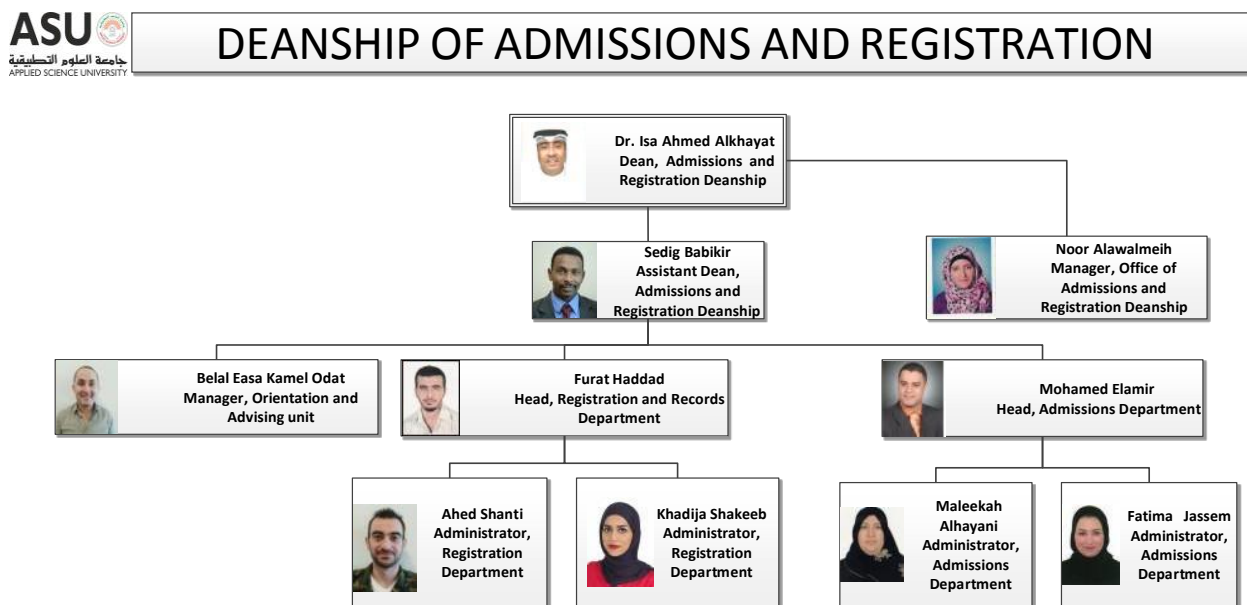 ASU
جامعة العلوم التطبيقية
APPLIED SCIENCE UNIVERSITY
DEANSHIP OF ADMISSIONS AND REGISTRATION
Dr. Isa Ahmed Alkhayat
Dean, Admissions and
Registration Deanship
Sedig Babikir
Assistant Dean,
Admissions and
Registration Deanship
Noor Alawalmeih
Manager, Office of
Admissions and
Registration Deanship
Belal Easa Kamel Odat
Manager, Orientation and
Advising unit
Furat Haddad
Head, Registration and Records
Department
Mohamed Elamir
Head, Admissions Department
Ahed Shanti
Administrator,
Registration
Department
Khadija Shakeeb
Administrator,
Registration
Department
Maleekah
Alhayani
Administrator,
Admissions
Department
Fatima Jassem
Administrator,
Admissions
Department